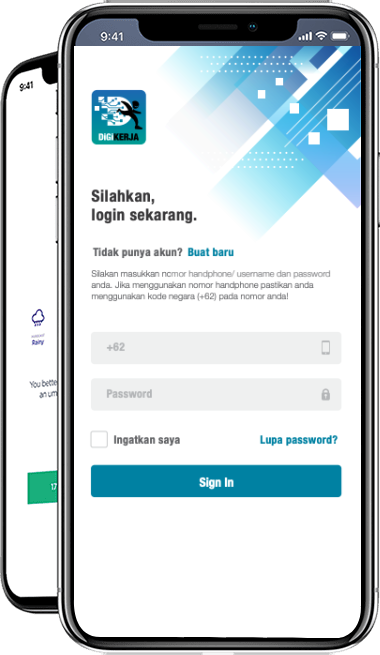 9:41
9:41
DiGiKERJA
Silahkan,
login sekarang.
Tidak punya akun? Buat baru
Silakan masukkan nomor handphone/ username dan password
anda. Jika menggunakan nomor handphone pastikan anda
menggunakan kode negara (+62) pada nomor anda!
+62
Rainy
Password
You bette
an um
Ingatkan saya
Lupa password?
Sign In
17